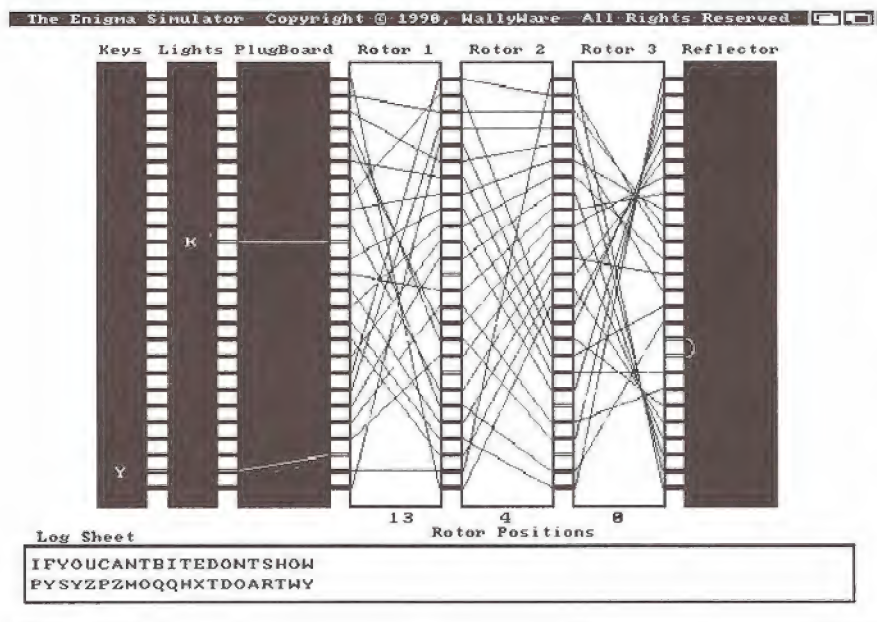 The Enigma Simulator Copyright © 1990, WallyWare All Rights Reserved
Keys Lights PlugBoard Rotor 1 Rotor 2 Rotor 3 Reflector
K
Y
13 4 0
Rotor Positions
Log Sheet
IFYOUCANTBITEDONTSHOW
PYSYZPZMOQQHXTDOARTWY